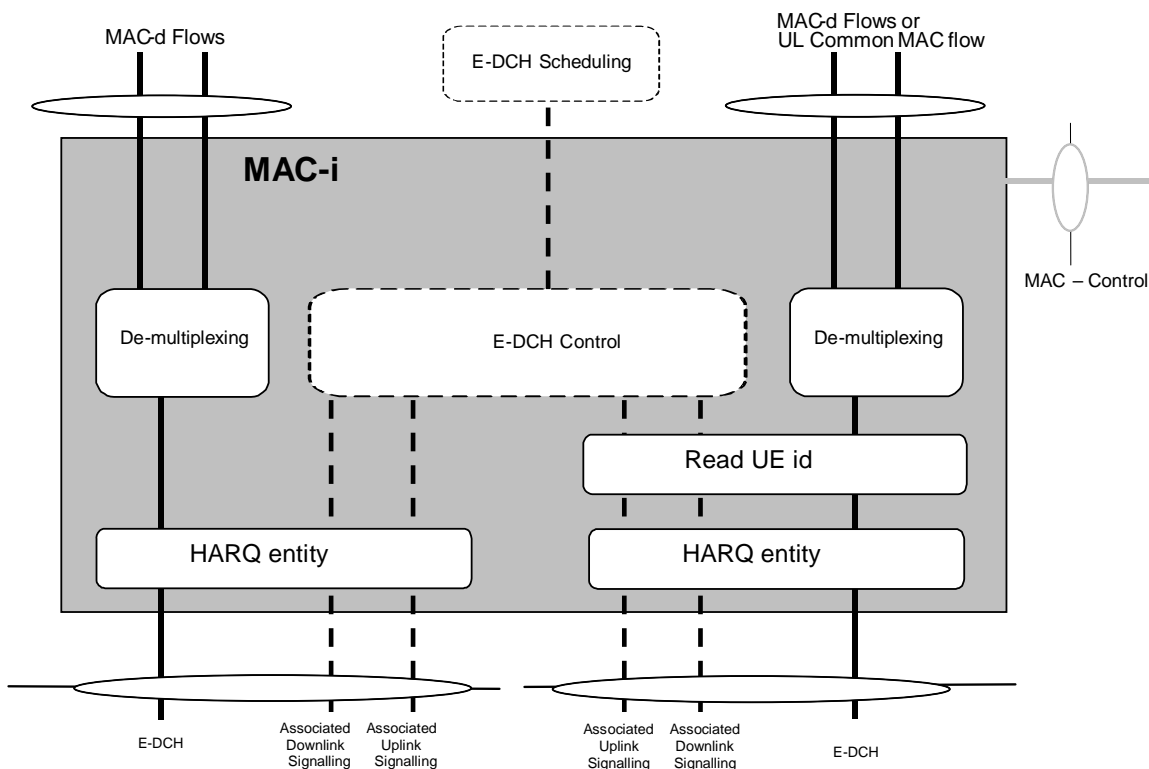 MAC-d Flows
E-DCH Scheduling
MAC-d Flows or
UL Common MAC flow
MAC-i
MAC – Control
De-multiplexing
E-DCH Control
De-multiplexing
Read UE id
HARQ entity
HARQ entity
E-DCH
Associated
Downlink
Signalling
Associated
Uplink
Signalling
Associated
Uplink
Signalling
Associated
Downlink
Signalling
E-DCH